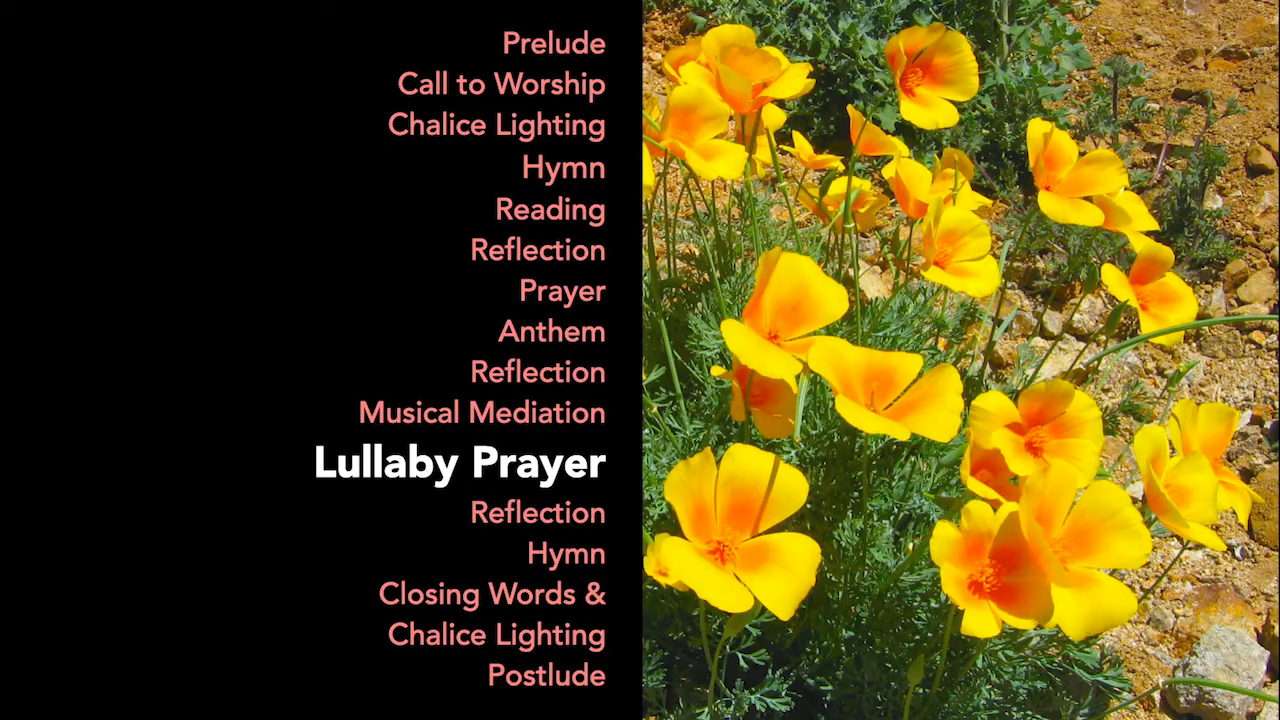 Prelude
Call to Worship
Chalice Lighting
Hymn
Reading
Reflection
Prayer
Anthem
Reflection
Musical Mediation
Lullaby Prayer
Reflection
Hymn
Closing Words &
Chalice Lighting
Postlude